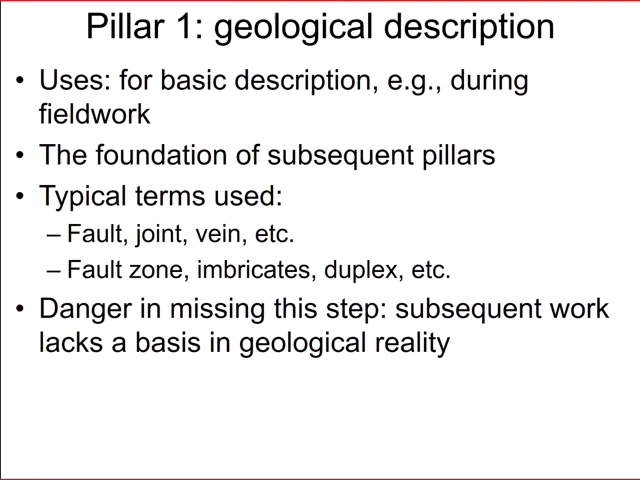 Pillar 1: geological description
• Uses: for basic description, e.g., during
fieldwork
• The foundation of subsequent pillars
• Typical terms used:
– Fault, joint, vein, etc.
– Fault zone, imbricates, duplex, etc.
• Danger in missing this step: subsequent work
lacks a basis in geological reality